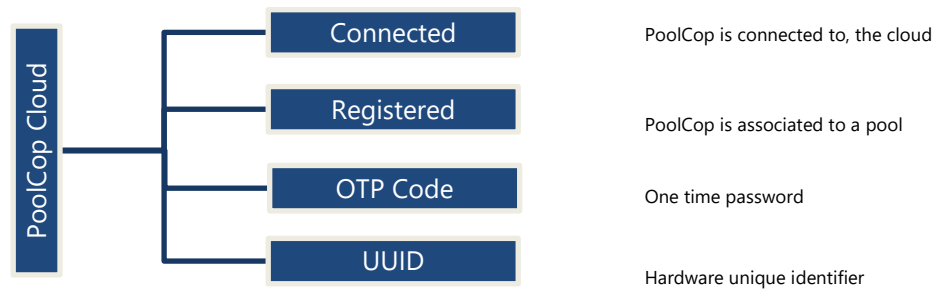 PoolCop Cloud
Connected
PoolCop is connected to, the cloud
Registered
PoolCop is associated to a pool
OTP Code
One time password
UUID
Hardware unique identifier